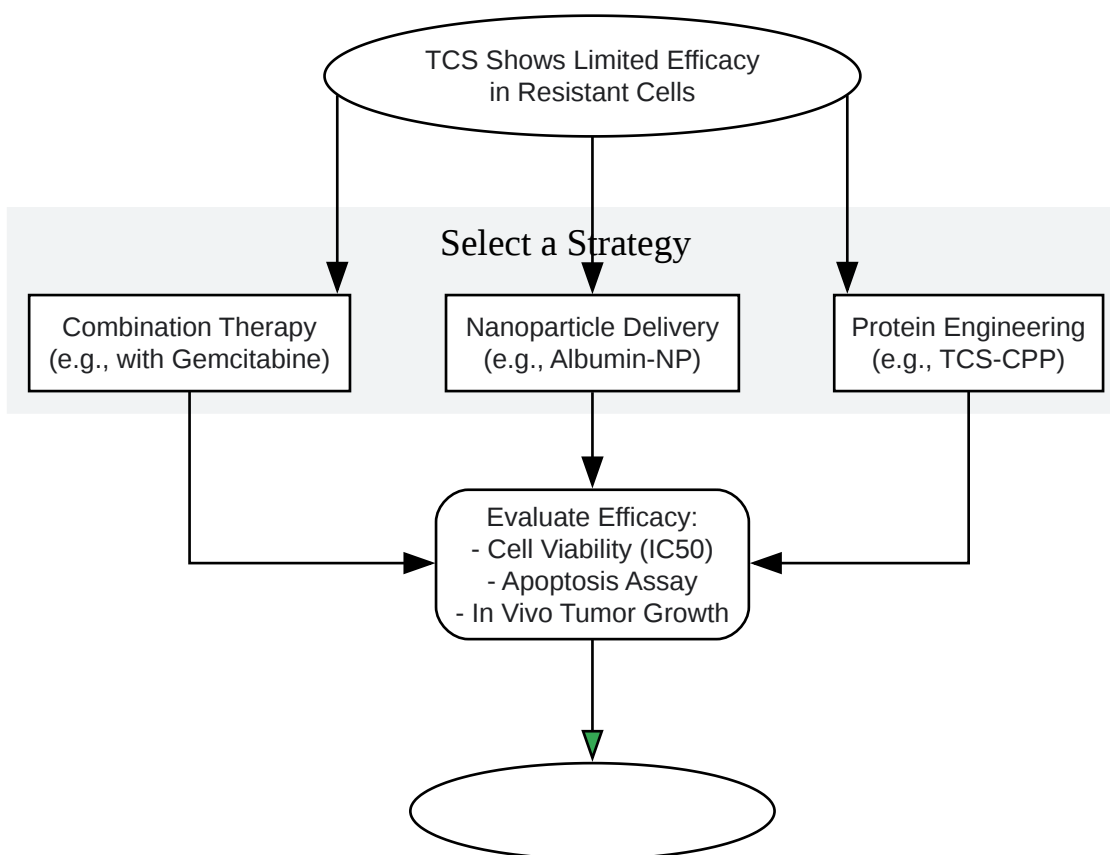 TCS Shows Limited Efficacy
in Resistant Cells
Select a Strategy
Combination Therapy
(e.g., with Gemcitabine)
Nanoparticle Delivery
(e.g., Albumin-NP)
Protein Engineering
(e.g., TCS-CPP)
Evaluate Efficacy:
- Cell Viability (IC50)
- Apoptosis Assay
- In Vivo Tumor Growth